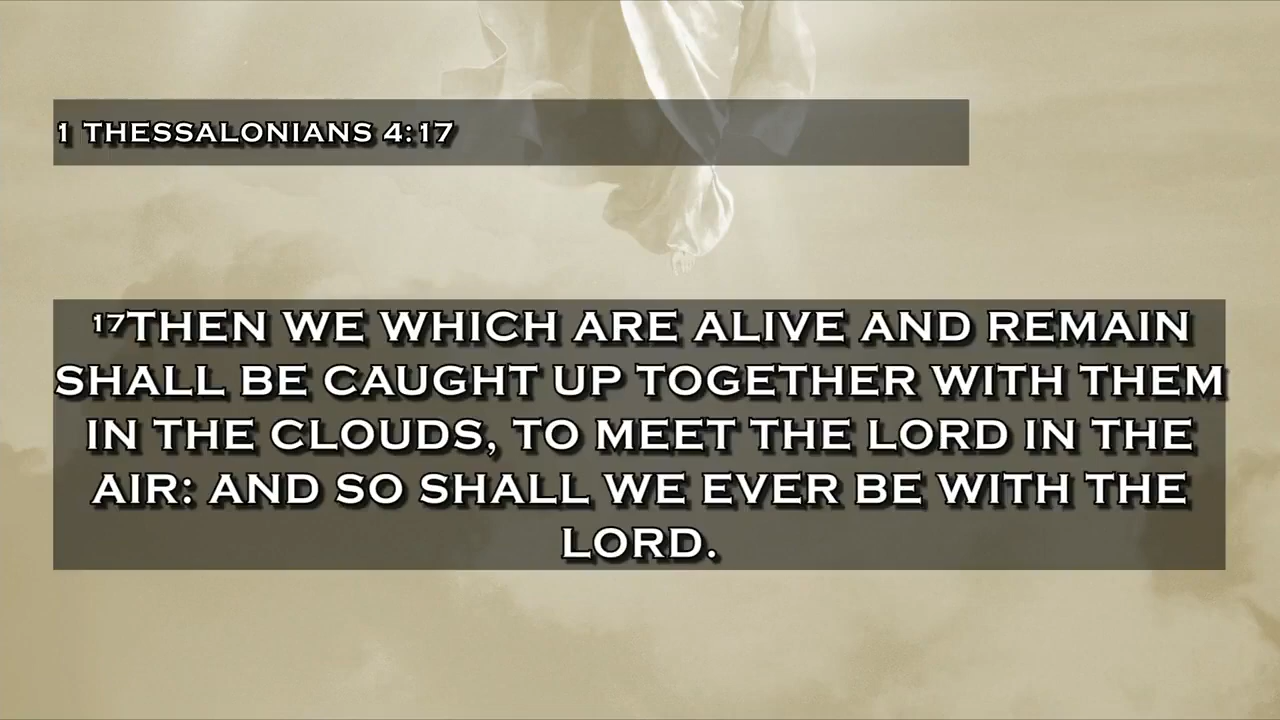 1 THESSALONIANS 4:17
17THEN WE WHICH ARE ALIVE AND REMAIN
SHALL BE CAUGHT UP TOGETHER WITH THEM
IN THE CLOUDS, TO MEET THE LORD IN THE
AIR: AND SO SHALL WE EVER BE WITH THE
LORD.